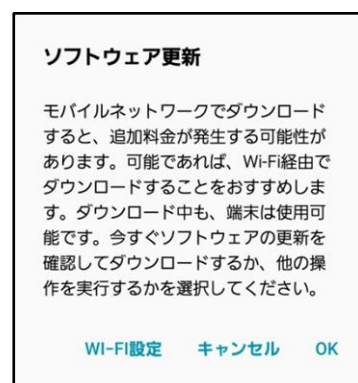 ソフトウェア更新
モバイルネットワークでダウンロード
すると、追加料金が発生する可能性が
あります。可能であれば、Wi-Fi経由で
ダウンロードすることをおすすめしま
す。ダウンロード中も、端末は使用可
能です。今すぐソフトウェアの更新を
確認してダウンロードするか、他の操
作を実行するかを選択してください。
WI-FI設定 キャンセル OK